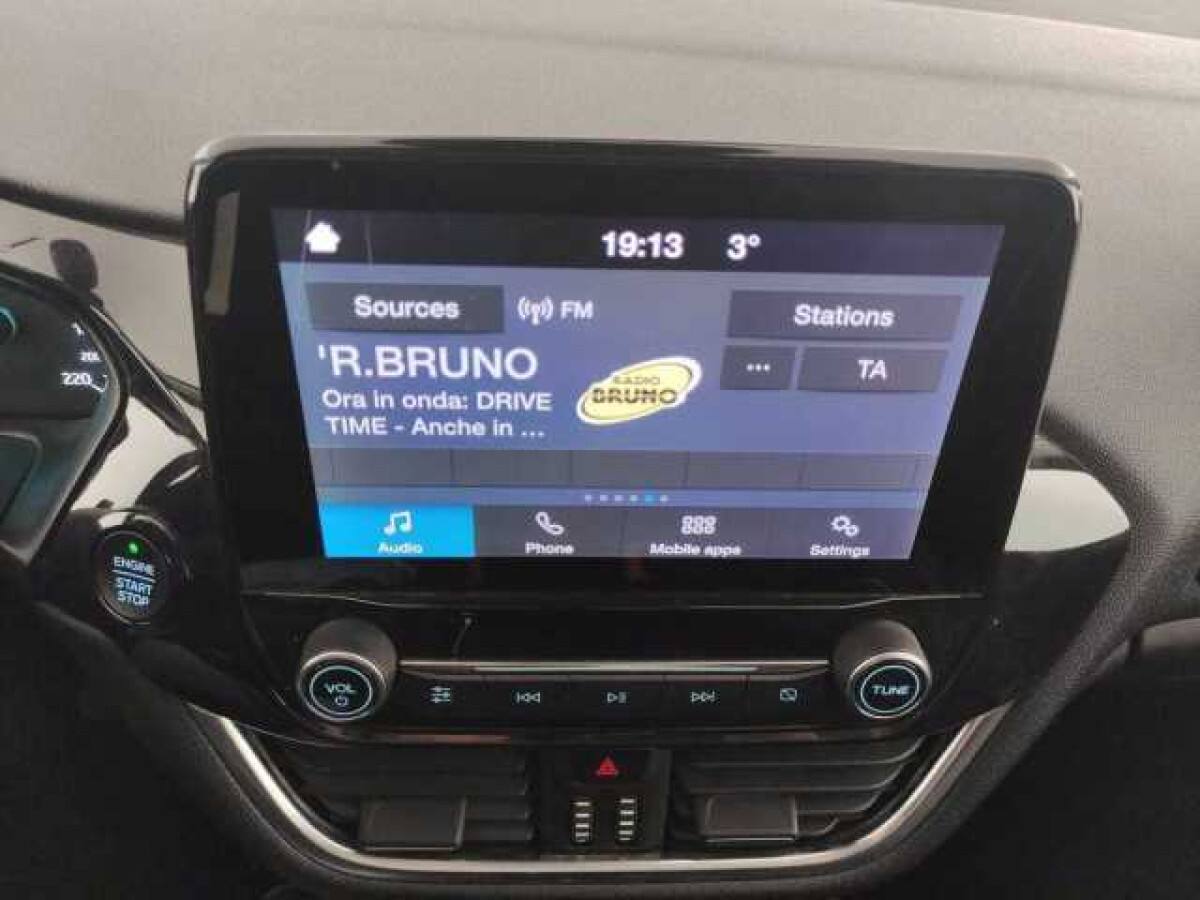 19:13 3°
Sources FM Stations
'R.BRUNO
... TA
RADIO
BRUNO
Ora in onda: DRIVE
TIME - Anche in ...
220
Audio Phone Mobile apps Settings
ENGINE
START
STOP
VOL
TUNE